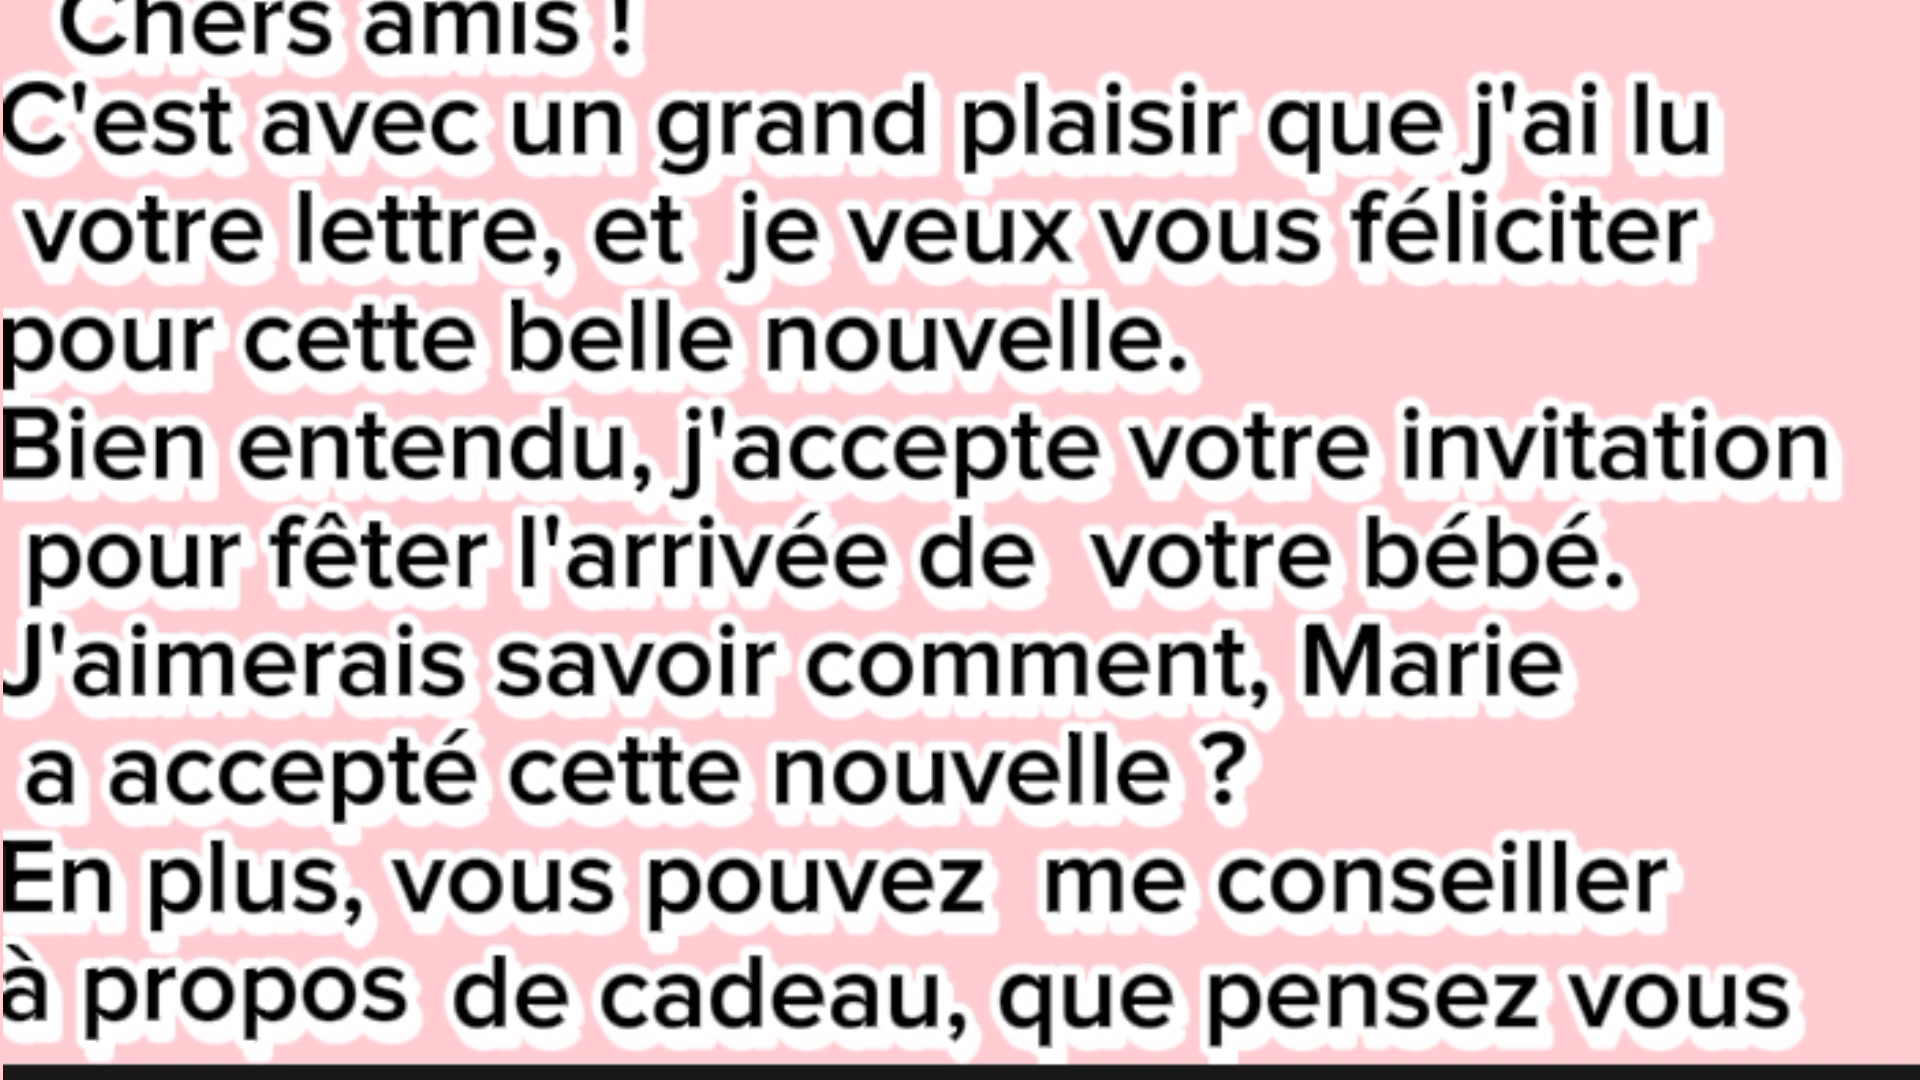 Chers amis !
C'est avec un grand plaisir que j'ai lu
votre lettre, et je veux vous féliciter
pour cette belle nouvelle.
Bien entendu, j'accepte votre invitation
pour fêter l'arrivée de votre bébé.
J'aimerais savoir comment, Marie
a accepté cette nouvelle ?
En plus, vous pouvez me conseiller
à propos de cadeau, que pensez vous